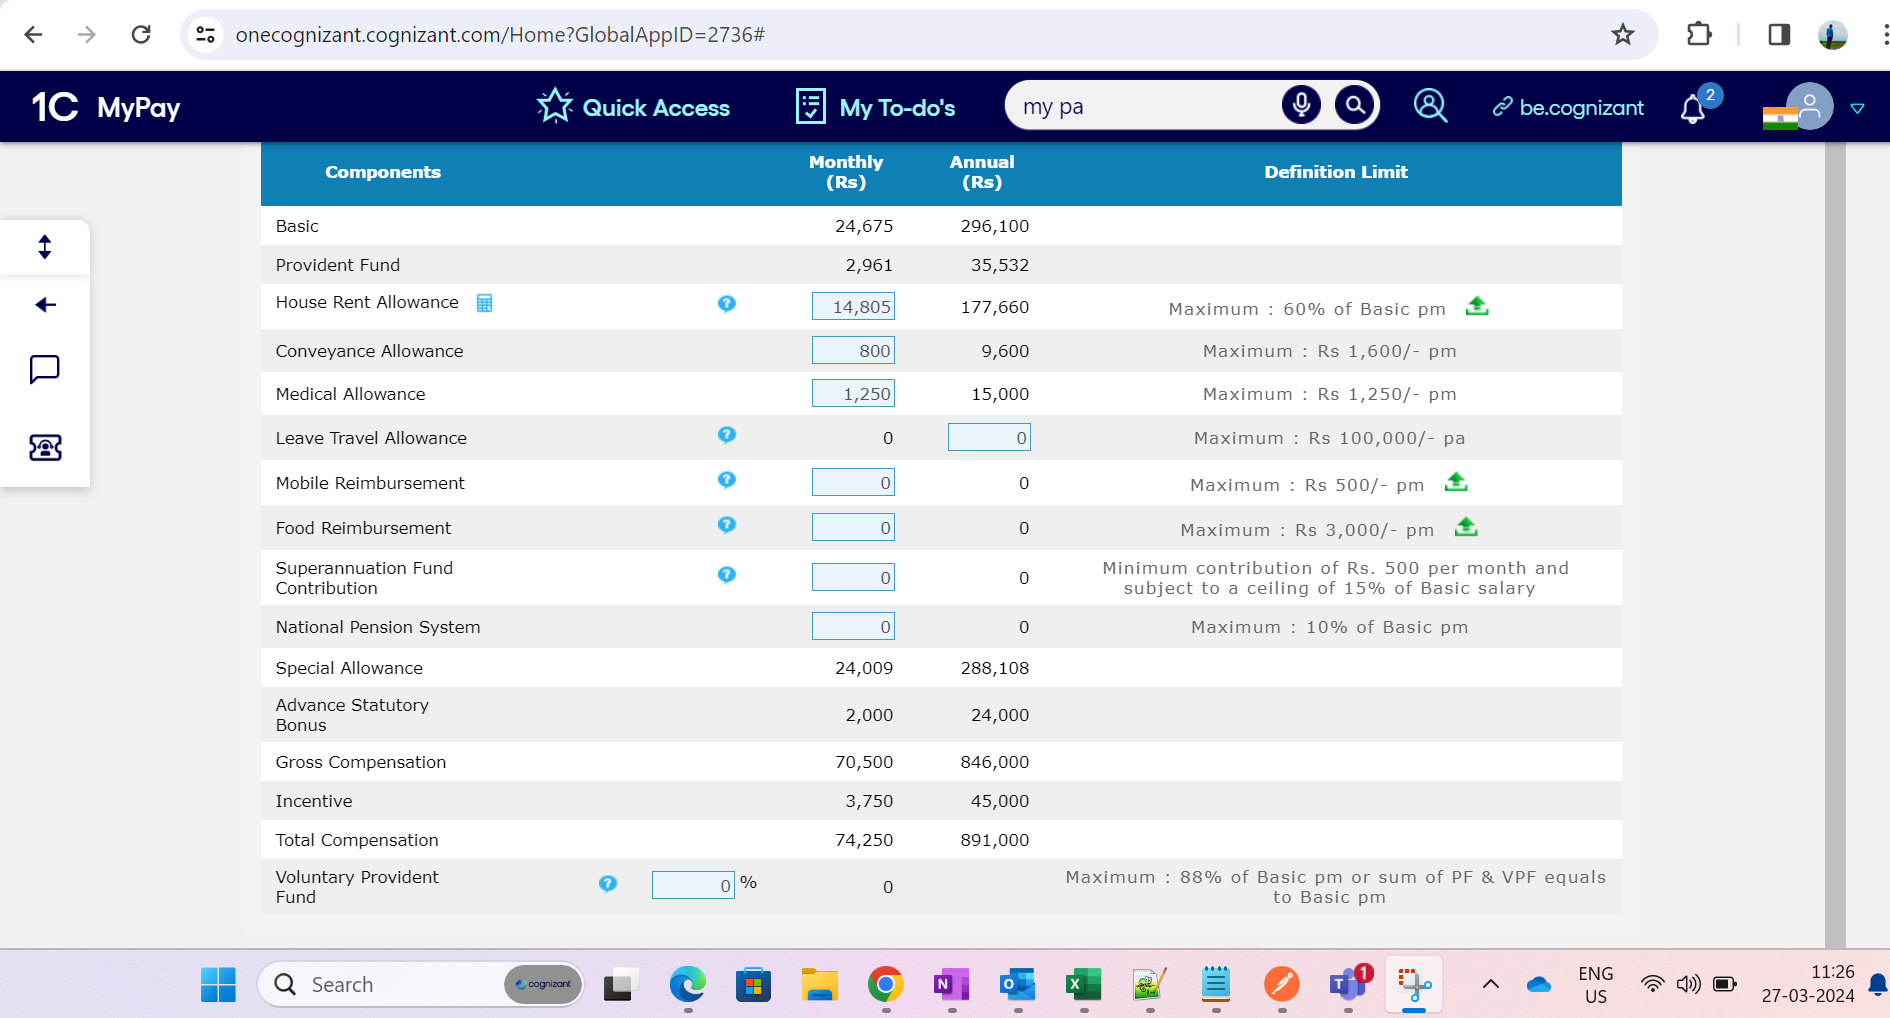 onecognizant.cognizant.com/Home?GlobalAppID=2736#
1C MyPay
Quick Access
My To-do's
my pa
be.cognizant
2
Components Monthly (Rs) Annual (Rs) Definition Limit
Basic 24,675 296,100
Provident Fund 2,961 35,532
House Rent Allowance ? 14,805 177,660 Maximum : 60% of Basic pm
Conveyance Allowance 800 9,600 Maximum : Rs 1,600/- pm
Medical Allowance 1,250 15,000 Maximum : Rs 1,250/- pm
Leave Travel Allowance ? 0 0 Maximum : Rs 100,000/- pa
Mobile Reimbursement ? 0 0 Maximum : Rs 500/- pm
Food Reimbursement ? 0 0 Maximum : Rs 3,000/- pm
Superannuation Fund
Contribution ? 0 0 Minimum contribution of Rs. 500 per month and
subject to a ceiling of 15% of Basic salary
National Pension System 0 0 Maximum : 10% of Basic pm
Special Allowance 24,009 288,108
Advance Statutory
Bonus 2,000 24,000
Gross Compensation 70,500 846,000
Incentive 3,750 45,000
Total Compensation 74,250 891,000
Voluntary Provident
Fund ? 0 % 0 Maximum : 88% of Basic pm or sum of PF & VPF equals
to Basic pm
Search
cognizant
N
O
X
T
1
ENG
US
11:26
27-03-2024